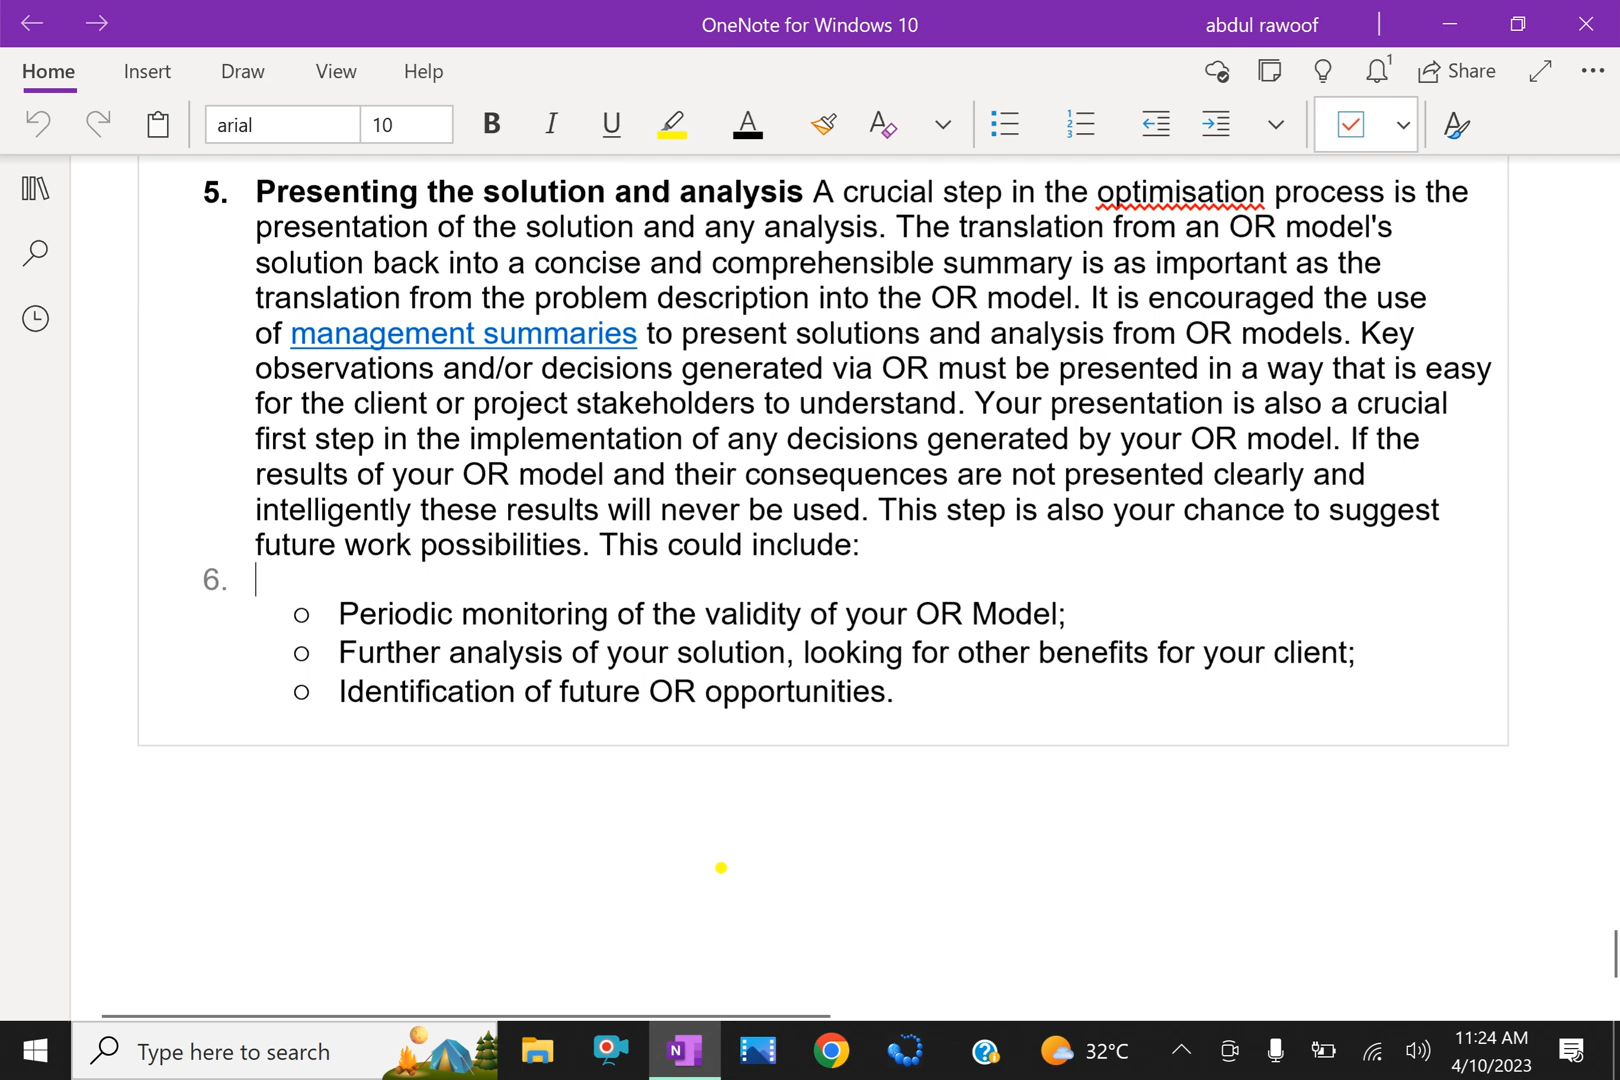 OneNote for Windows 10
abdul rawoof
Home Insert Draw View Help
1 Share
arial 10 B I U A A
5. Presenting the solution and analysis A crucial step in the optimisation process is the
presentation of the solution and any analysis. The translation from an OR model's
solution back into a concise and comprehensible summary is as important as the
translation from the problem description into the OR model. It is encouraged the use
of management summaries to present solutions and analysis from OR models. Key
observations and/or decisions generated via OR must be presented in a way that is easy
for the client or project stakeholders to understand. Your presentation is also a crucial
first step in the implementation of any decisions generated by your OR model. If the
results of your OR model and their consequences are not presented clearly and
intelligently these results will never be used. This step is also your chance to suggest
future work possibilities. This could include:
6.
o Periodic monitoring of the validity of your OR Model;
o Further analysis of your solution, looking for other benefits for your client;
o Identification of future OR opportunities.
Type here to search
N
32°C
11:24 AM
4/10/2023